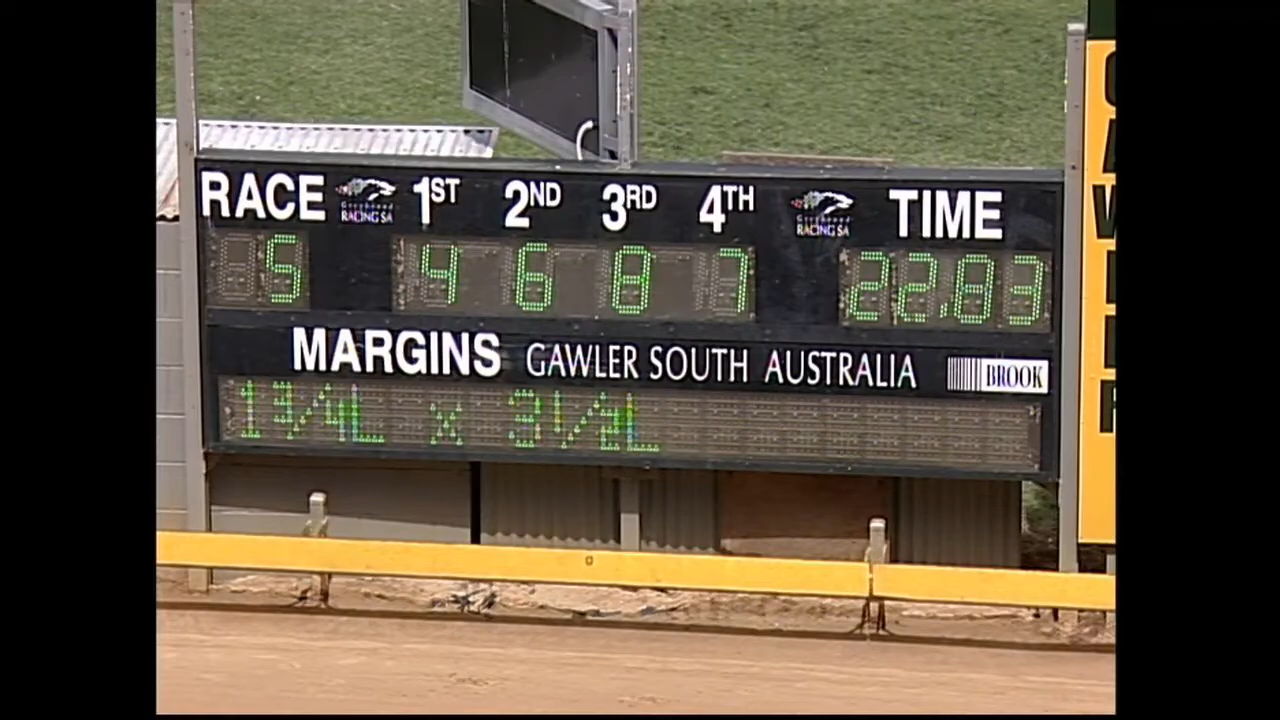 RACE Greyhound RACING SA 1ST 2ND 3RD 4TH Greyhound RACING SA TIME
5 4 6 8 7 22.83
MARGINS GAWLER SOUTH AUSTRALIA BROOK
1 3/4L x 3 1/2L